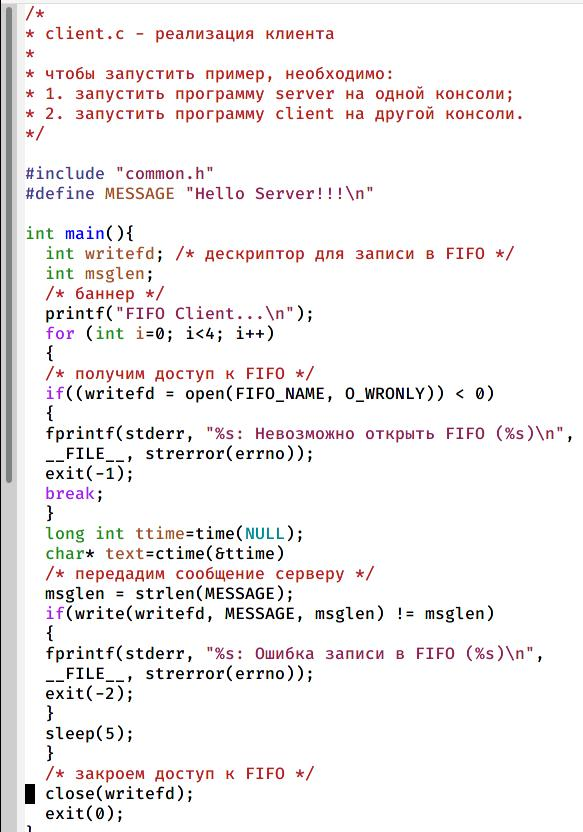 /*
* client.c - реализация клиента
*
* чтобы запустить пример, необходимо:
* 1. запустить программу server на одной консоли;
* 2. запустить программу client на другой консоли.
*/
#include "common.h"
#define MESSAGE "Hello Server!!!\n"
int main(){
int writefd; /* дескриптор для записи в FIFO */
int msglen;
/* баннер */
printf("FIFO Client...\n");
for (int i=0; i<4; i++)
{
/* получим доступ к FIFO */
if((writefd = open(FIFO_NAME, O_WRONLY)) < 0)
{
fprintf(stderr, "%s: Невозможно открыть FIFO (%s)\n",
__FILE__, strerror(errno));
exit(-1);
break;
}
long int ttime=time(NULL);
char* text=ctime(&ttime)
/* передадим сообщение серверу */
msglen = strlen(MESSAGE);
if(write(writefd, MESSAGE, msglen) != msglen)
{
fprintf(stderr, "%s: Ошибка записи в FIFO (%s)\n",
__FILE__, strerror(errno));
exit(-2);
}
sleep(5);
}
/* закроем доступ к FIFO */
close(writefd);
exit(0);
}